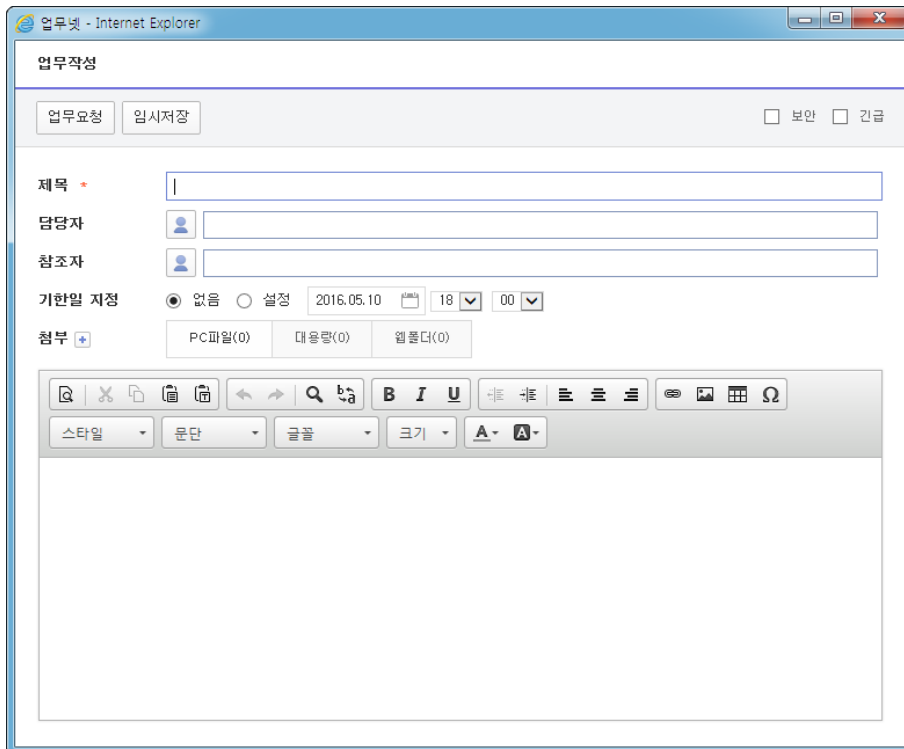 업무넷 - Internet Explorer
업무작성
업무요청 임시저장 보안 긴급
제목 *
담당자
참조자
기한일 지정 없음 설정 2016.05.10 18 00
첨부 + PC파일(0) 대용량(0) 웹폴더(0)
B I U Ω
스타일 문단 글꼴 크기 A A